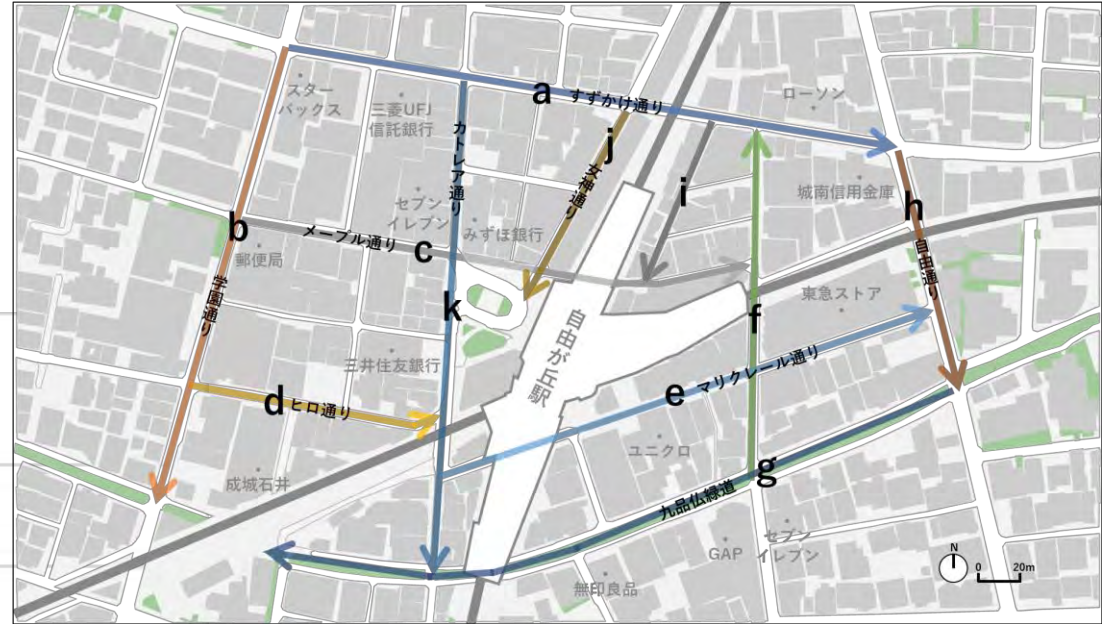 a
すずかけ通り
ローソン
スター
バックス
三菱UFJ
信託銀行
カトレア通り
j
女神通り
i
城南信用金庫
h
自由通り
b
学園通り
セブン
イレブン
みずほ銀行
メープル通り
c
郵便局
k
東急ストア
f
自由が丘駅
三井住友銀行
e
マリクレール通り
d
ヒロ通り
ユニクロ
g
九品仏緑道
成城石井
GAP
セブン
イレブン
無印良品
N
0 20m